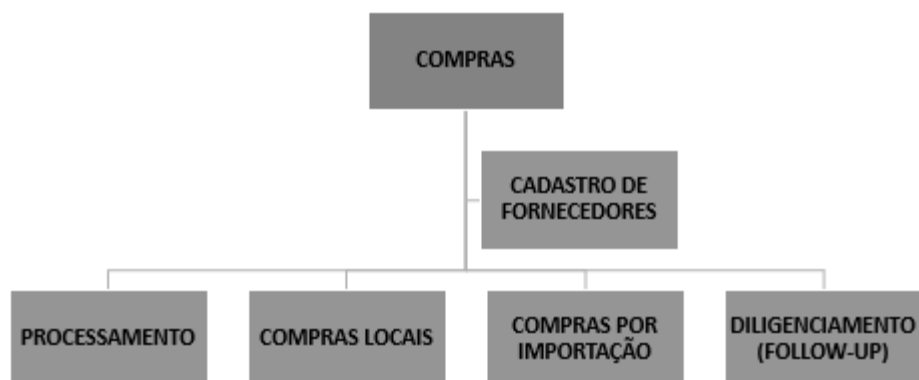 COMPRAS
CADASTRO DE
FORNECEDORES
PROCESSAMENTO
COMPRAS LOCAIS
COMPRAS POR
IMPORTAÇÃO
DILIGENCIAMENTO
(FOLLOW-UP)